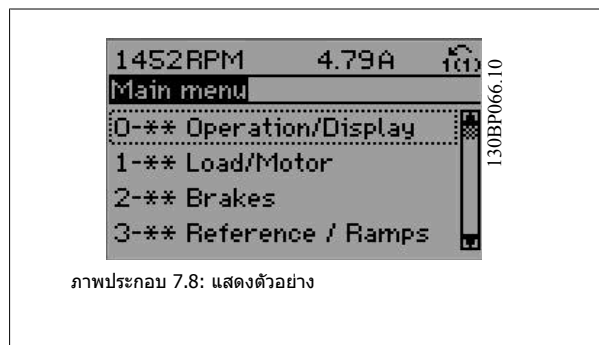 1452RPM 4.79A 1(1)
Main menu
0-** Operation/Display
1-** Load/Motor
2-** Brakes
3-** Reference / Ramps
130BP066.10
ภาพประกอบ 7.8: แสดงตัวอย่าง